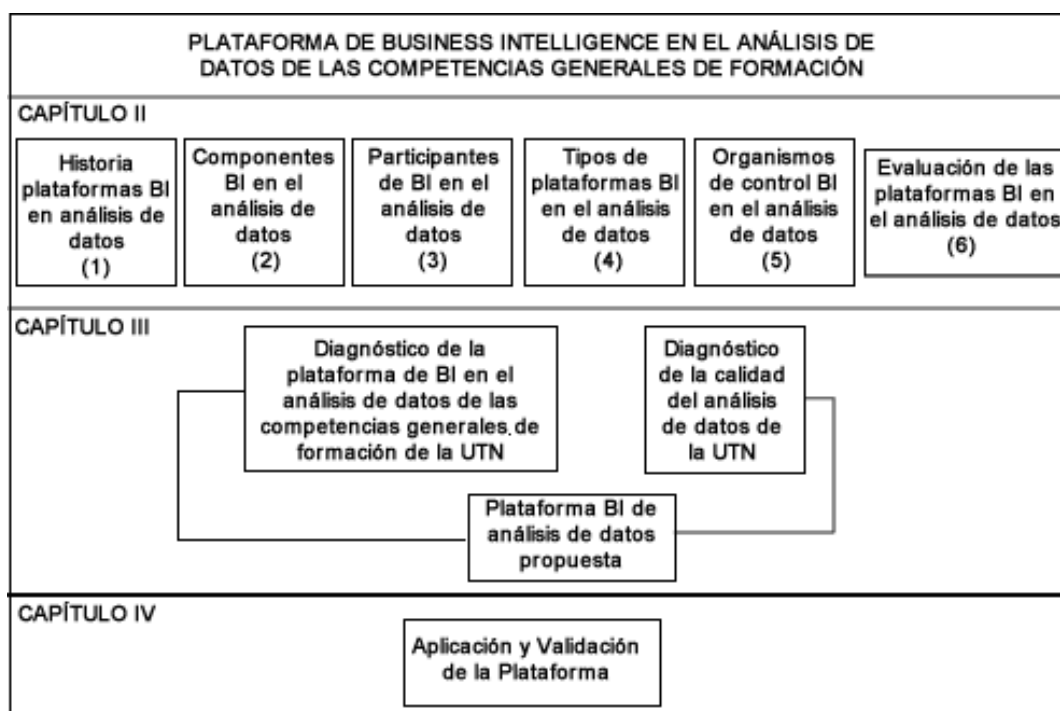 PLATAFORMA DE BUSINESS INTELLIGENCE EN EL ANÁLISIS DE
DATOS DE LAS COMPETENCIAS GENERALES DE FORMACIÓN
CAPÍTULO II
Historia
plataformas BI
en análisis de
datos
(1)
Componentes
BI en el
análisis de
datos
(2)
Participantes
de BI en el
análisis de
datos
(3)
Tipos de
plataformas BI
en el análisis
de datos
(4)
Organismos
de control BI
en el análisis
de datos
(5)
Evaluación de las
plataformas BI en
el análisis de datos
(6)
CAPÍTULO III
Diagnóstico de la
plataforma de BI en el
análisis de datos de las
competencias generales.de
formación de la UTN
Diagnóstico
de la calidad
del análisis
de datos de
la UTN
Plataforma BI de
análisis de datos
propuesta
CAPÍTULO IV
Aplicación y Validación
de la Plataforma